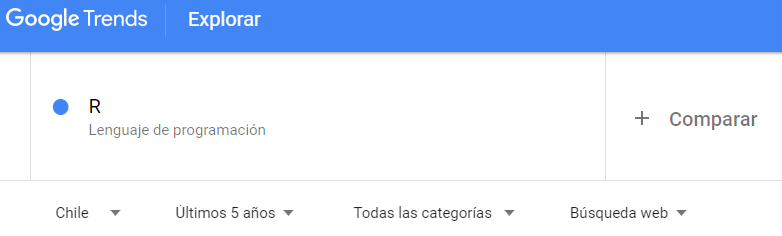 Google Trends Explorar
R
Lenguaje de programación
+ Comparar
Chile Últimos 5 años Todas las categorías Búsqueda web